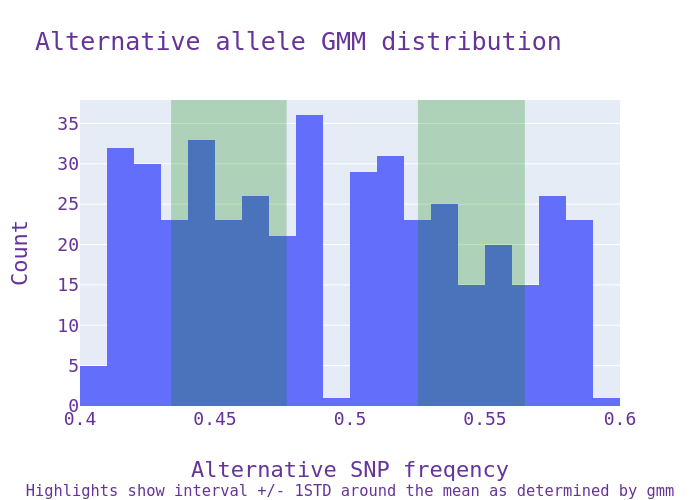 Alternative allele GMM distribution
35
30
25
20
15
10
5
0
Count
0.4 0.45 0.5 0.55 0.6
Alternative SNP freqency
Highlights show interval +/- 1STD around the mean as determined by gmm